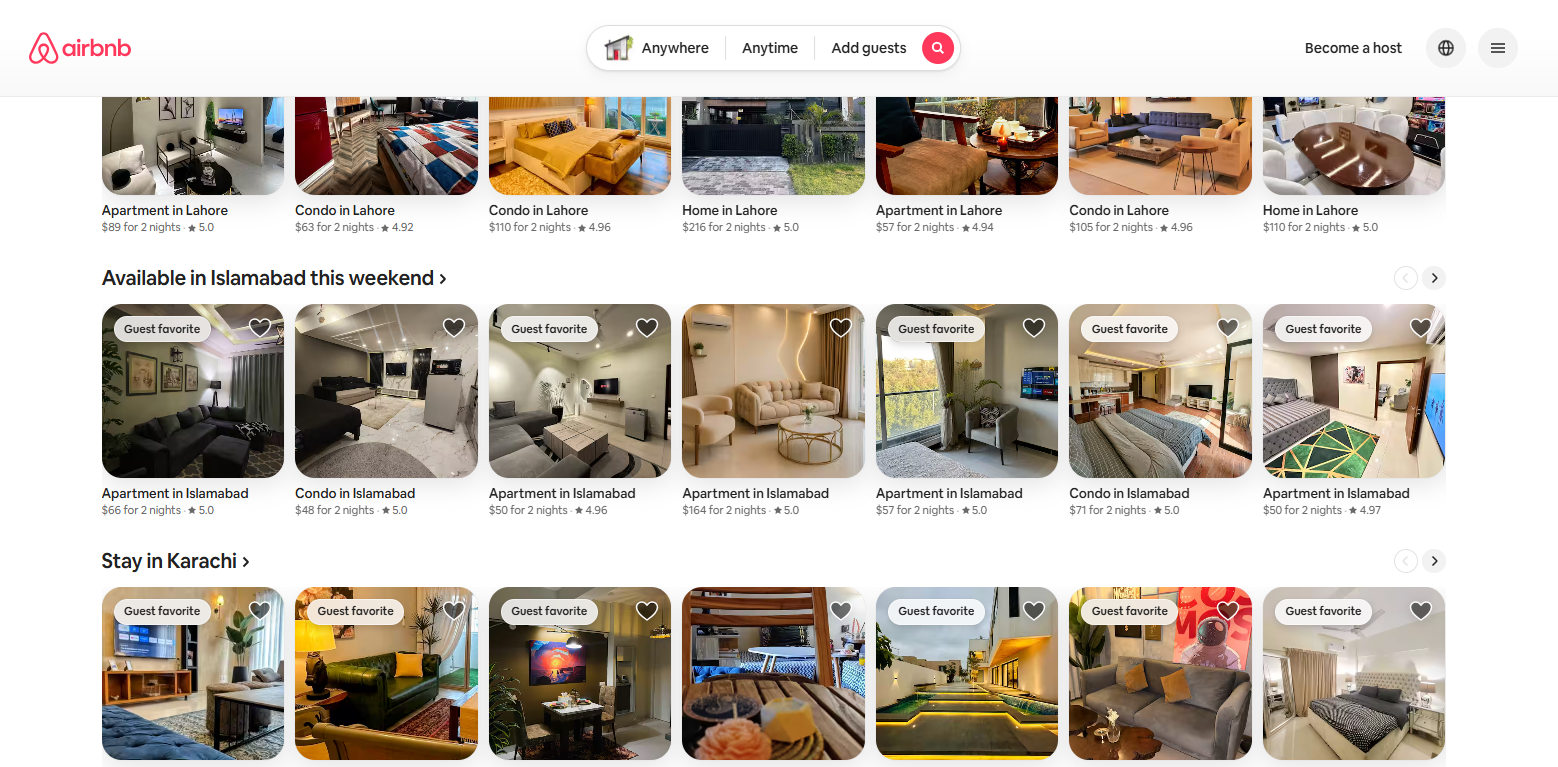 airbnb
Anywhere
Anytime
Add guests
Become a host
Apartment in Lahore
$89 for 2 nights · ★ 5.0
Condo in Lahore
$63 for 2 nights · ★ 4.92
Condo in Lahore
$110 for 2 nights · ★ 4.96
Home in Lahore
$216 for 2 nights · ★ 5.0
Apartment in Lahore
$57 for 2 nights · ★ 4.94
Condo in Lahore
$105 for 2 nights · ★ 4.96
Home in Lahore
$110 for 2 nights · ★ 5.0
Available in Islamabad this weekend ›
Guest favorite
Apartment in Islamabad
$66 for 2 nights · ★ 5.0
Condo in Islamabad
$48 for 2 nights · ★ 5.0
Guest favorite
Apartment in Islamabad
$50 for 2 nights · ★ 4.96
Apartment in Islamabad
$164 for 2 nights · ★ 5.0
Guest favorite
Apartment in Islamabad
$57 for 2 nights · ★ 5.0
Guest favorite
Condo in Islamabad
$71 for 2 nights · ★ 5.0
Guest favorite
Apartment in Islamabad
$50 for 2 nights · ★ 4.97
Stay in Karachi ›
Guest favorite
Guest favorite
Guest favorite
Guest favorite
Guest favorite
Guest favorite